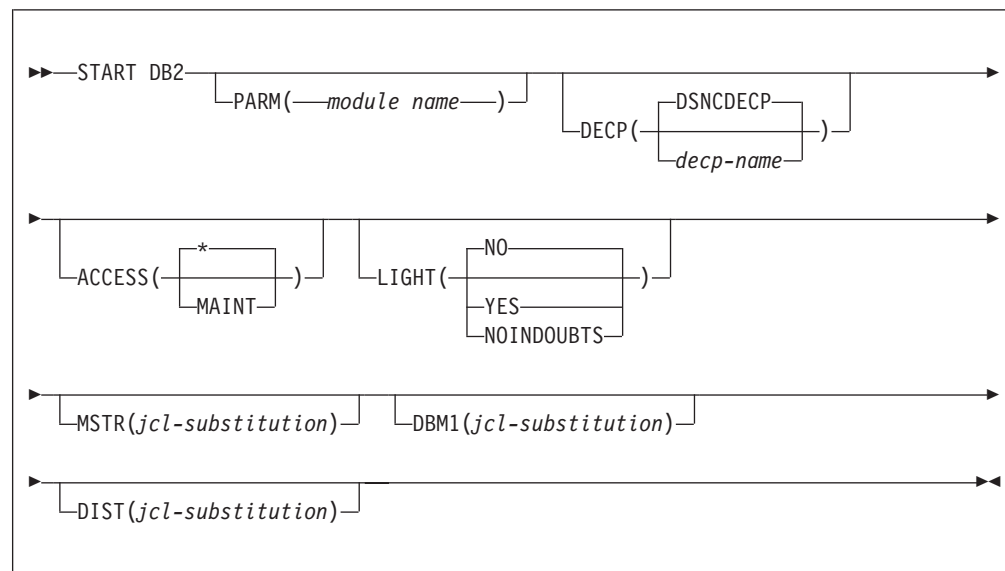 START DB2
PARM( module name )
DECP( DSNCDECP )
decp-name
ACCESS( * )
MAINT
LIGHT( NO )
YES
NOINDOUBTS
MSTR(jcl-substitution)
DBM1(jcl-substitution)
DIST(jcl-substitution)